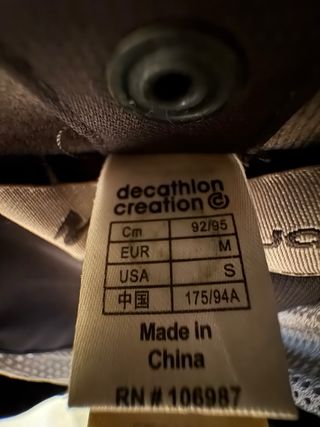 decathlon
creation
Cm 92/95
EUR M
USA S
中国 175/94A
Made in
China
RN # 106987